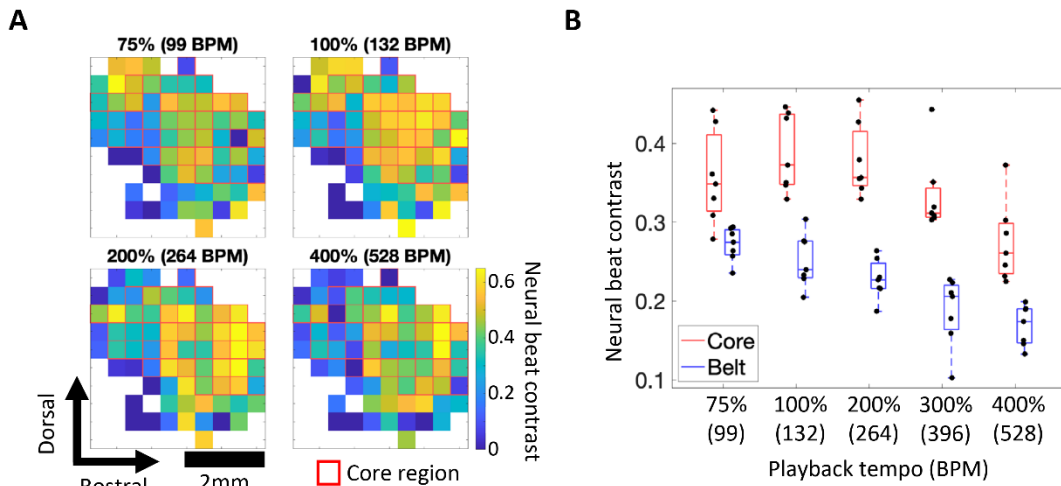 A
B
75% (99 BPM)
100% (132 BPM)
200% (264 BPM)
400% (528 BPM)
0.6
0.4
0.2
0
Neural beat contrast
Dorsal
Rostral
2mm
Core region
Neural beat contrast
0.4
0.3
0.2
0.1
Core
Belt
75% 100% 200% 300% 400%
(99) (132) (264) (396) (528)
Playback tempo (BPM)